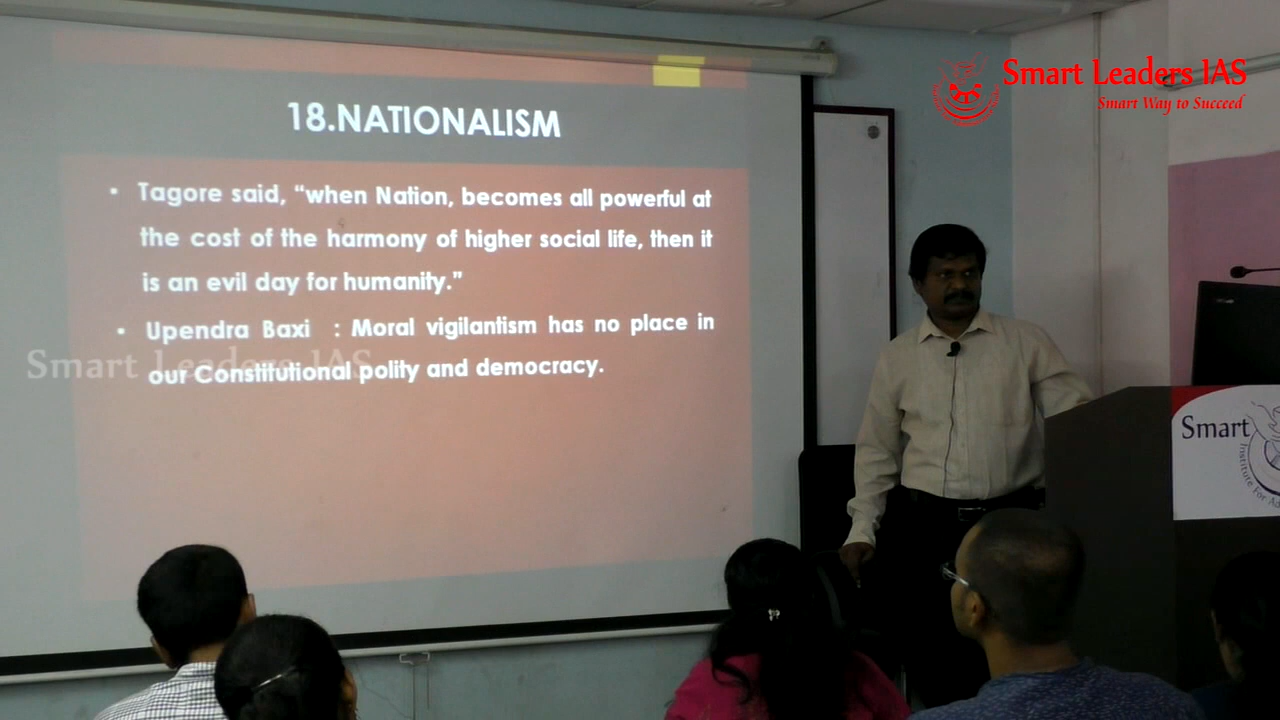 Smart Leaders IAS
Smart Way to Succeed
18.NATIONALISM
▪ Tagore said, “when Nation, becomes all powerful at
the cost of the harmony of higher social life, then it
is an evil day for humanity.”
▪ Upendra Baxi : Moral vigilantism has no place in
our Constitutional polity and democracy.
Smart Leaders IAS
Smart
Institute For